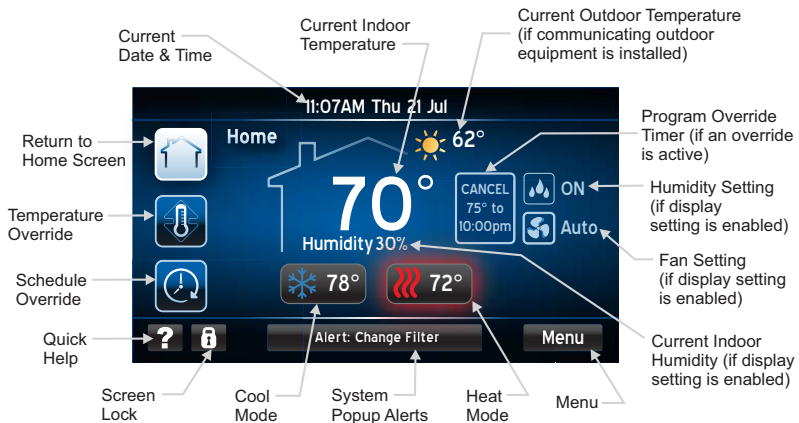 Current
Date & Time
Current Indoor
Temperature
Current Outdoor Temperature
(if communicating outdoor
equipment is installed)
Return to
Home Screen
Temperature
Override
Schedule
Override
Quick
Help
11:07AM Thu 21 Jul
Home
62°
70°
Humidity 30%
CANCEL
75° to
10:00pm
ON
Auto
78°
72°
?
Alert: Change Filter
Menu
Program Override
Timer (if an override
is active)
Humidity Setting
(if display
setting is enabled)
Fan Setting
(if display setting
is enabled)
Current Indoor
Humidity (if display
setting is enabled)
Screen
Lock
Cool
Mode
System
Popup Alerts
Heat
Mode
Menu